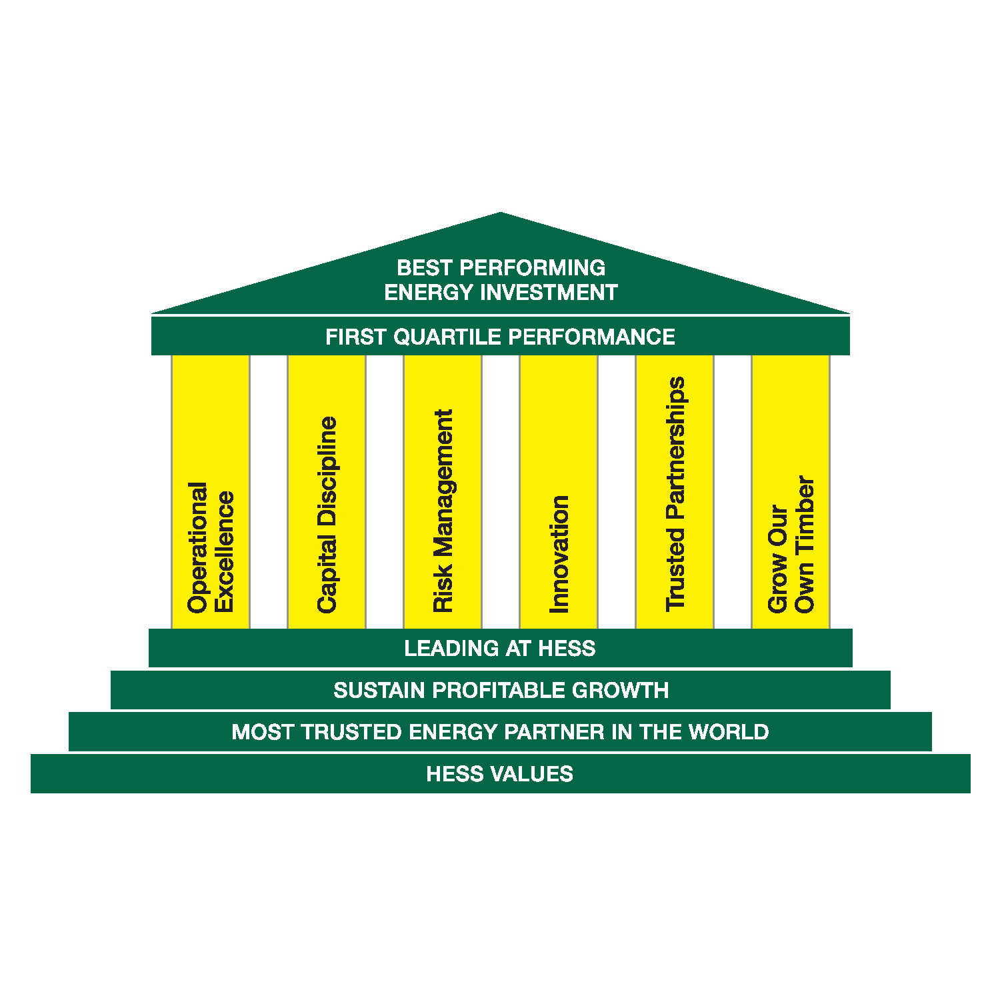 BEST PERFORMING
ENERGY INVESTMENT
FIRST QUARTILE PERFORMANCE
Operational
Excellence
Capital Discipline
Risk Management
Innovation
Trusted Partnerships
Grow Our
Own Timber
LEADING AT HESS
SUSTAIN PROFITABLE GROWTH
MOST TRUSTED ENERGY PARTNER IN THE WORLD
HESS VALUES